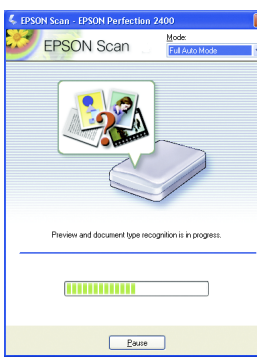 EPSON Scan - EPSON Perfection 2400
EPSON Scan
Mode:
Full Auto Mode
?
Preview and document type recognition is in progress.
Pause